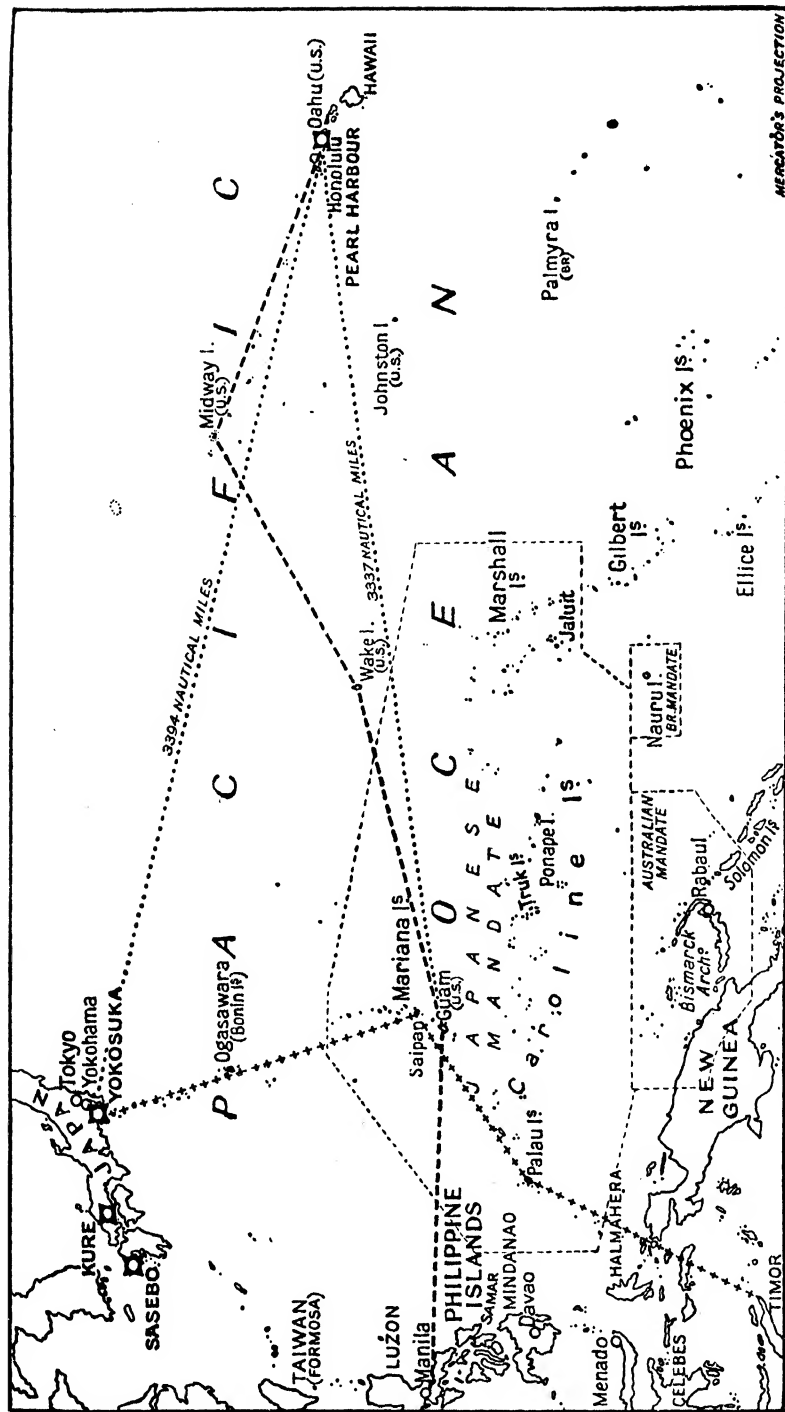 JAPAN
Tokyo
Yokohama
YOKOSUKA
KURE
SASEBO
3394 NAUTICAL MILES
PACIFIC
Midway I.
(U.S.)
Oahu (U.S.)
Honolulu
PEARL HARBOUR
HAWAII
Ogasawara
(Bonin Is)
TAIWAN
(FORMOSA)
Wake I.
(U.S.)
3337 NAUTICAL MILES
Johnston I.
(U.S.)
Mariana Is
Saipan
Guam
(U.S.)
LUZON
Manila
PHILIPPINE
ISLANDS
SAMAR
MINDANAO
Davao
OCEAN
JAPANESE
MANDATE
Marshall
Is
Jaluit
Truk Is
Ponape I.
Caroline Is
Palau Is
Palmyra I.
(BR)
Gilbert
Is
Phoenix Is
Ellice Is
Nauru I.
BR. MANDATE
AUSTRALIAN
MANDATE
Menado
HALMAHERA
CELEBES
TIMOR
NEW
GUINEA
Bismarck
Arch.
Rabaul
Solomon Is
MERCATOR'S PROJECTION